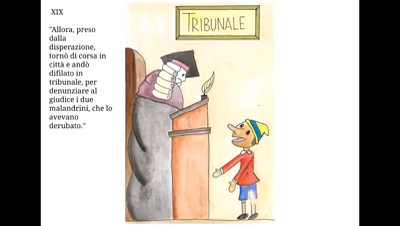 XIX
"Allora, preso
dalla
disperazione,
tornò di corsa in
città e andò
difilato in
tribunale, per
denunziare al
giudice i due
malandrini, che lo
avevano
derubato."
TRIBUNALE